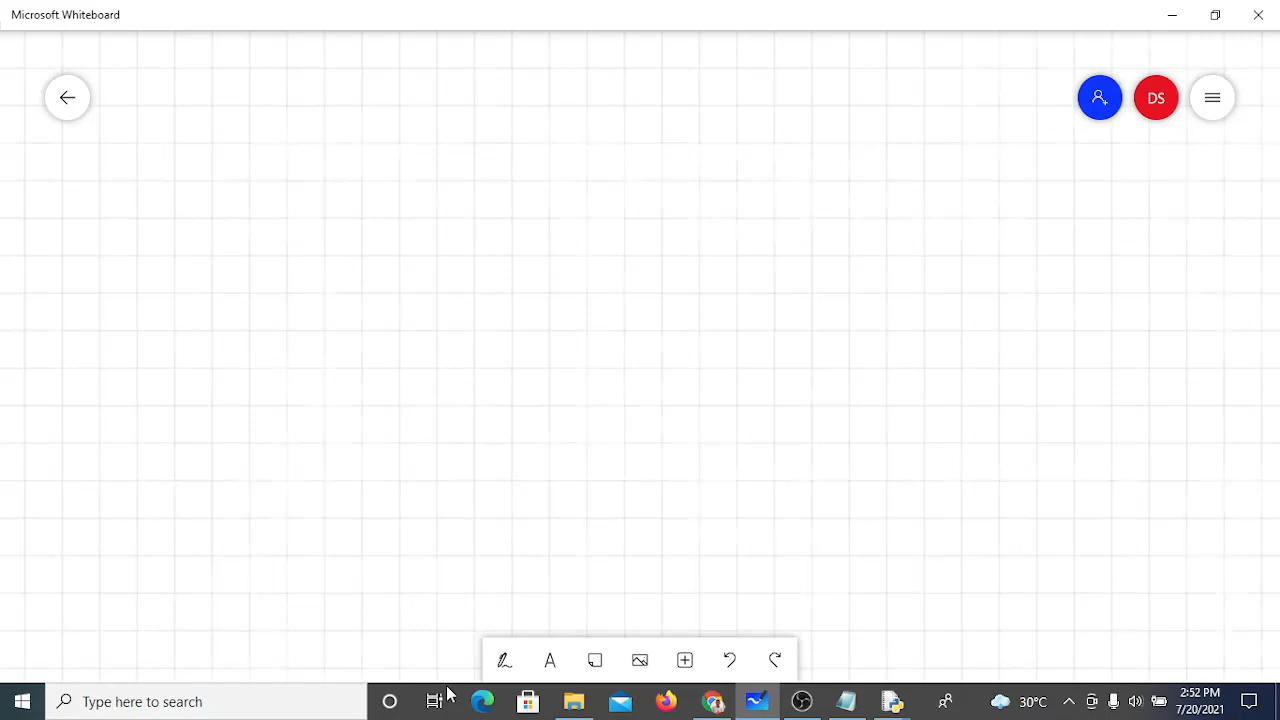 Microsoft Whiteboard
DS
Type here to search
30°C
2:52 PM
7/20/2021